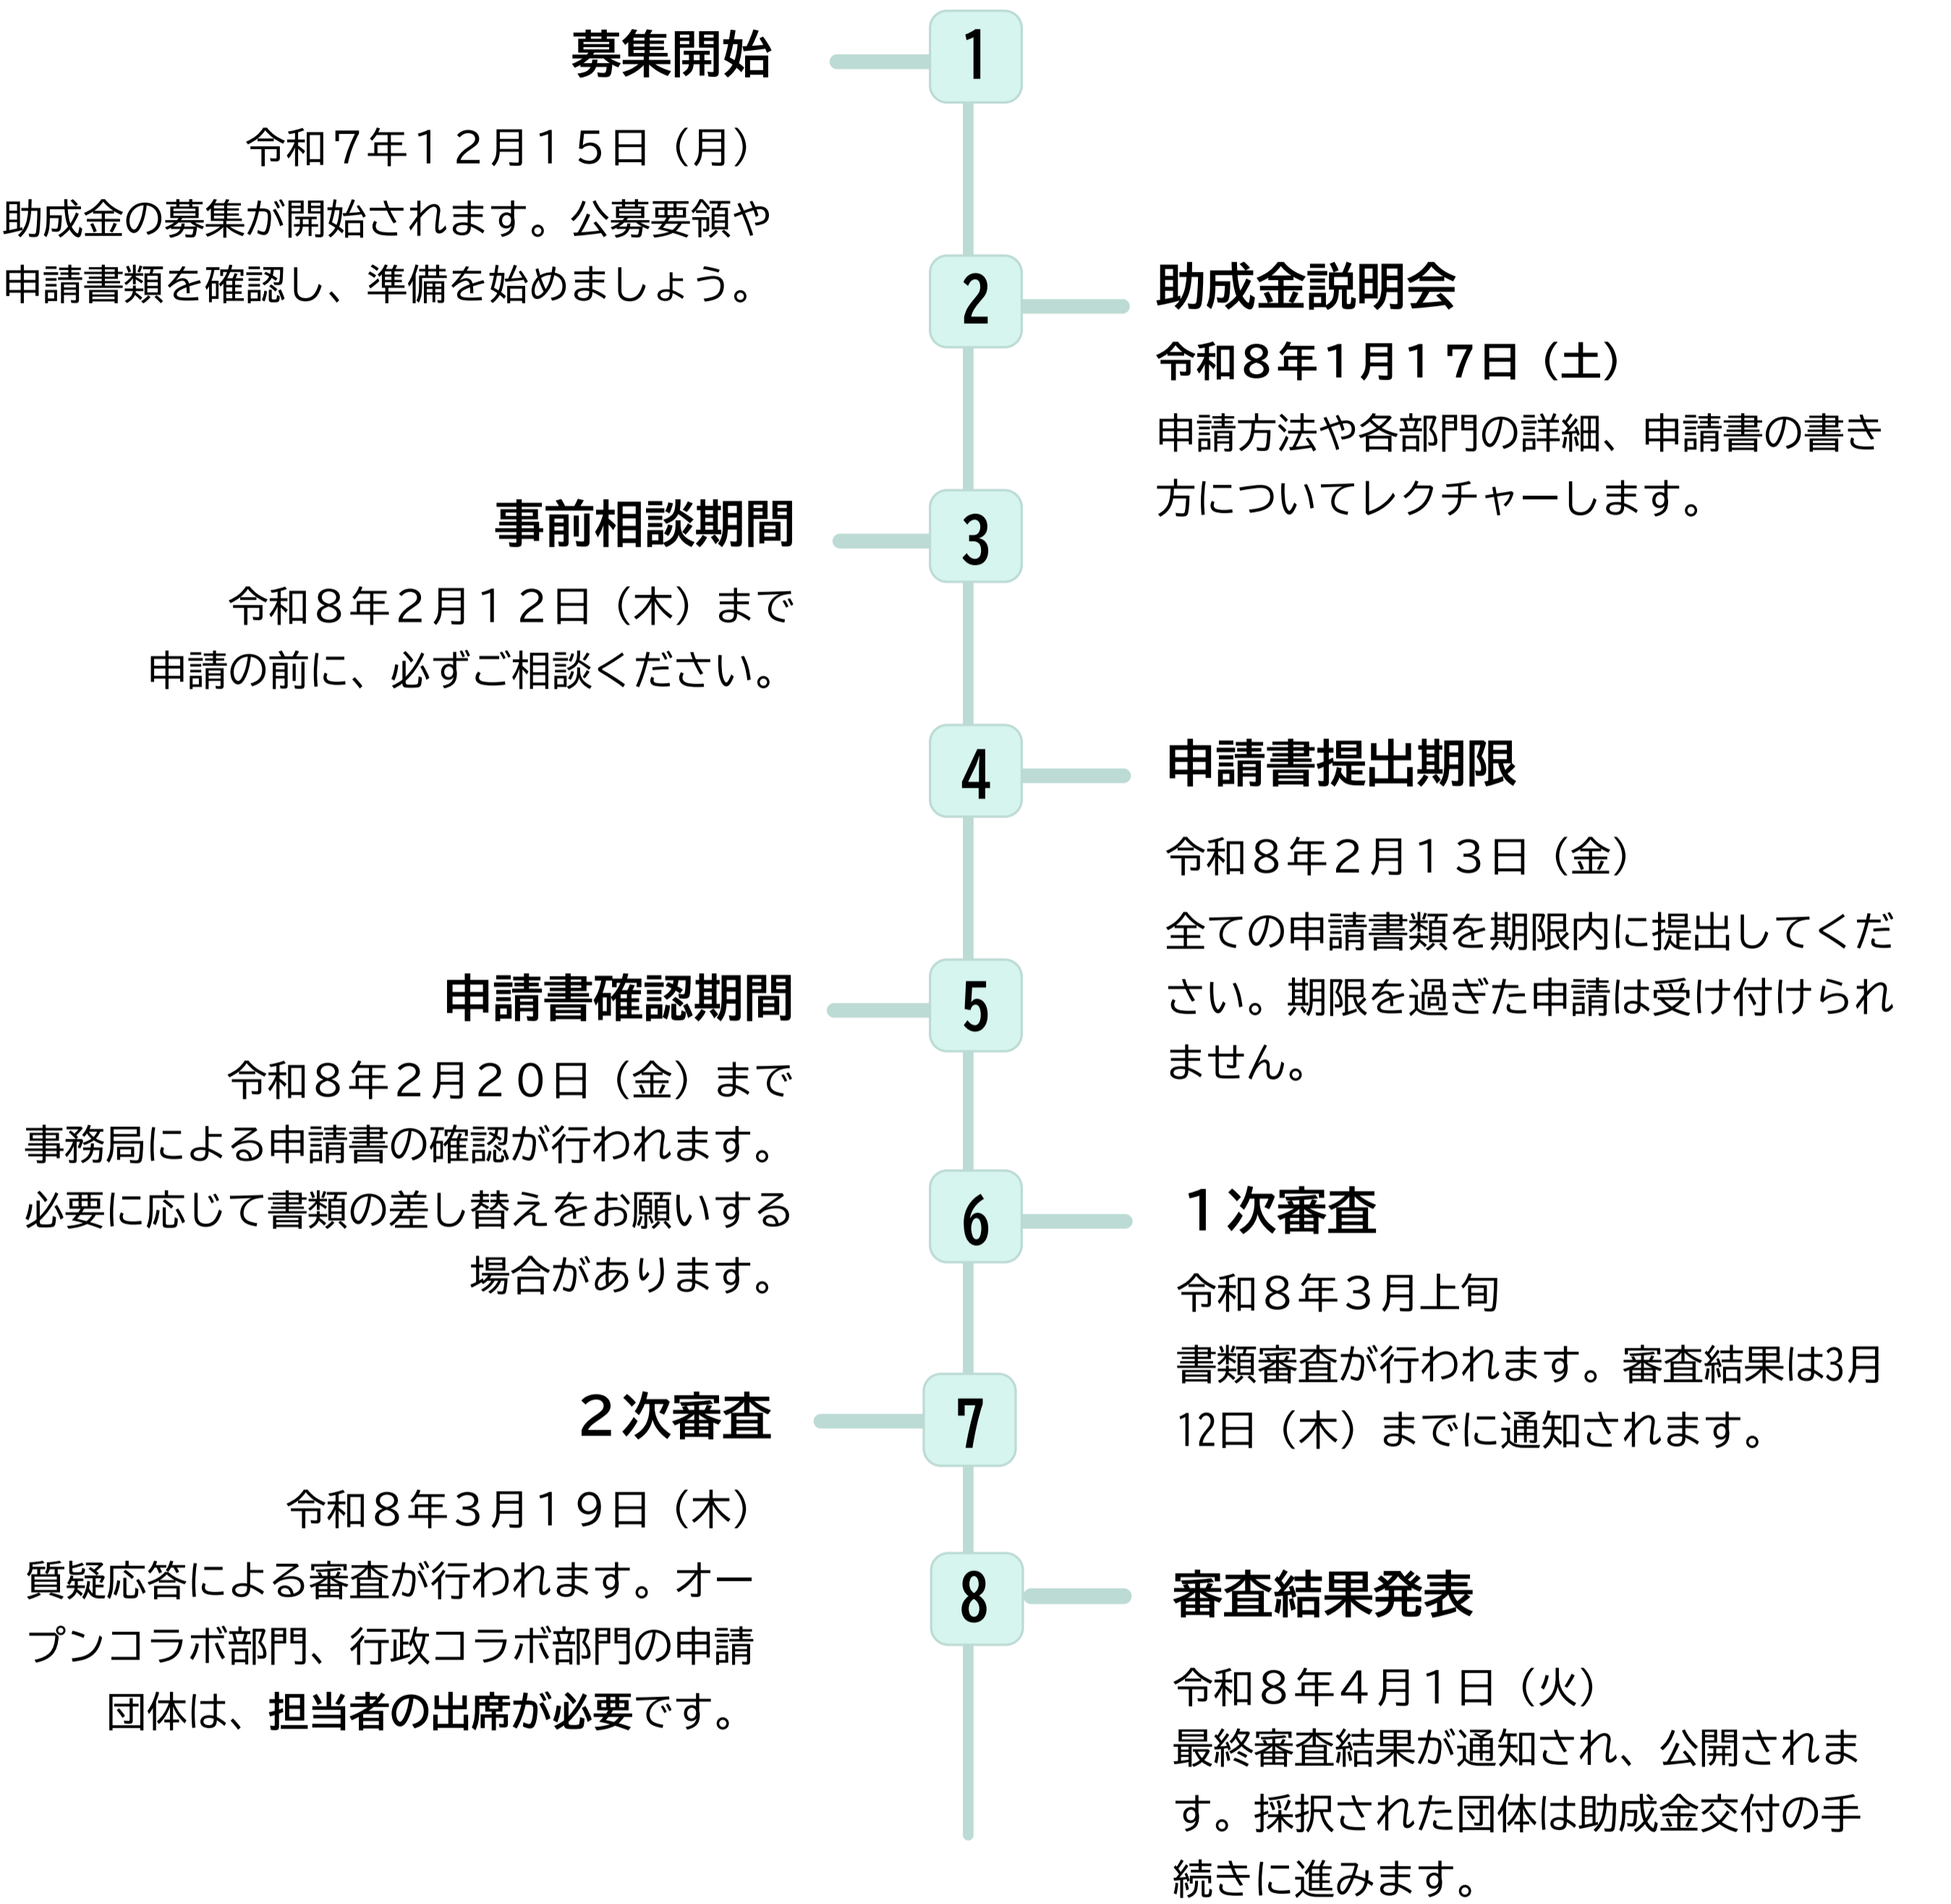 1
募集開始
令和７年１２月１５日（月）
助成金の募集が開始されます。公募要領や
申請書類を確認し、準備を始めましょう。
2
助成金説明会
令和８年１月１７日（土）
申請方法や各部門の詳細、申請書の書き
方についてレクチャーします。
3
事前相談期間
令和８年２月１２日（木）まで
申請の前に、必ずご相談ください。
4
申請書提出期限
令和８年２月１３日（金）
全ての申請書類を期限内に提出してくだ
さい。期限を過ぎた申請は受け付けられ
ません。
5
申請書確認期間
令和８年２月２０日（金）まで
事務局による申請書の確認が行われます。
必要に応じて書類の差し替えをお願いする
場合があります。
6
１次審査
令和８年３月上旬
書類審査が行われます。審査結果は3月
12日（木）までに通知されます。
7
２次審査
令和８年３月１９日（木）
質疑応答による審査が行われます。オー
プンコラボ部門、行政コラボ部門の申請
団体は、担当者の出席が必要です。
8
審査結果発表
令和８年４月１日（火）
最終審査結果が通知され、公開されま
す。採択された団体は助成金交付の手
続きに進みます。